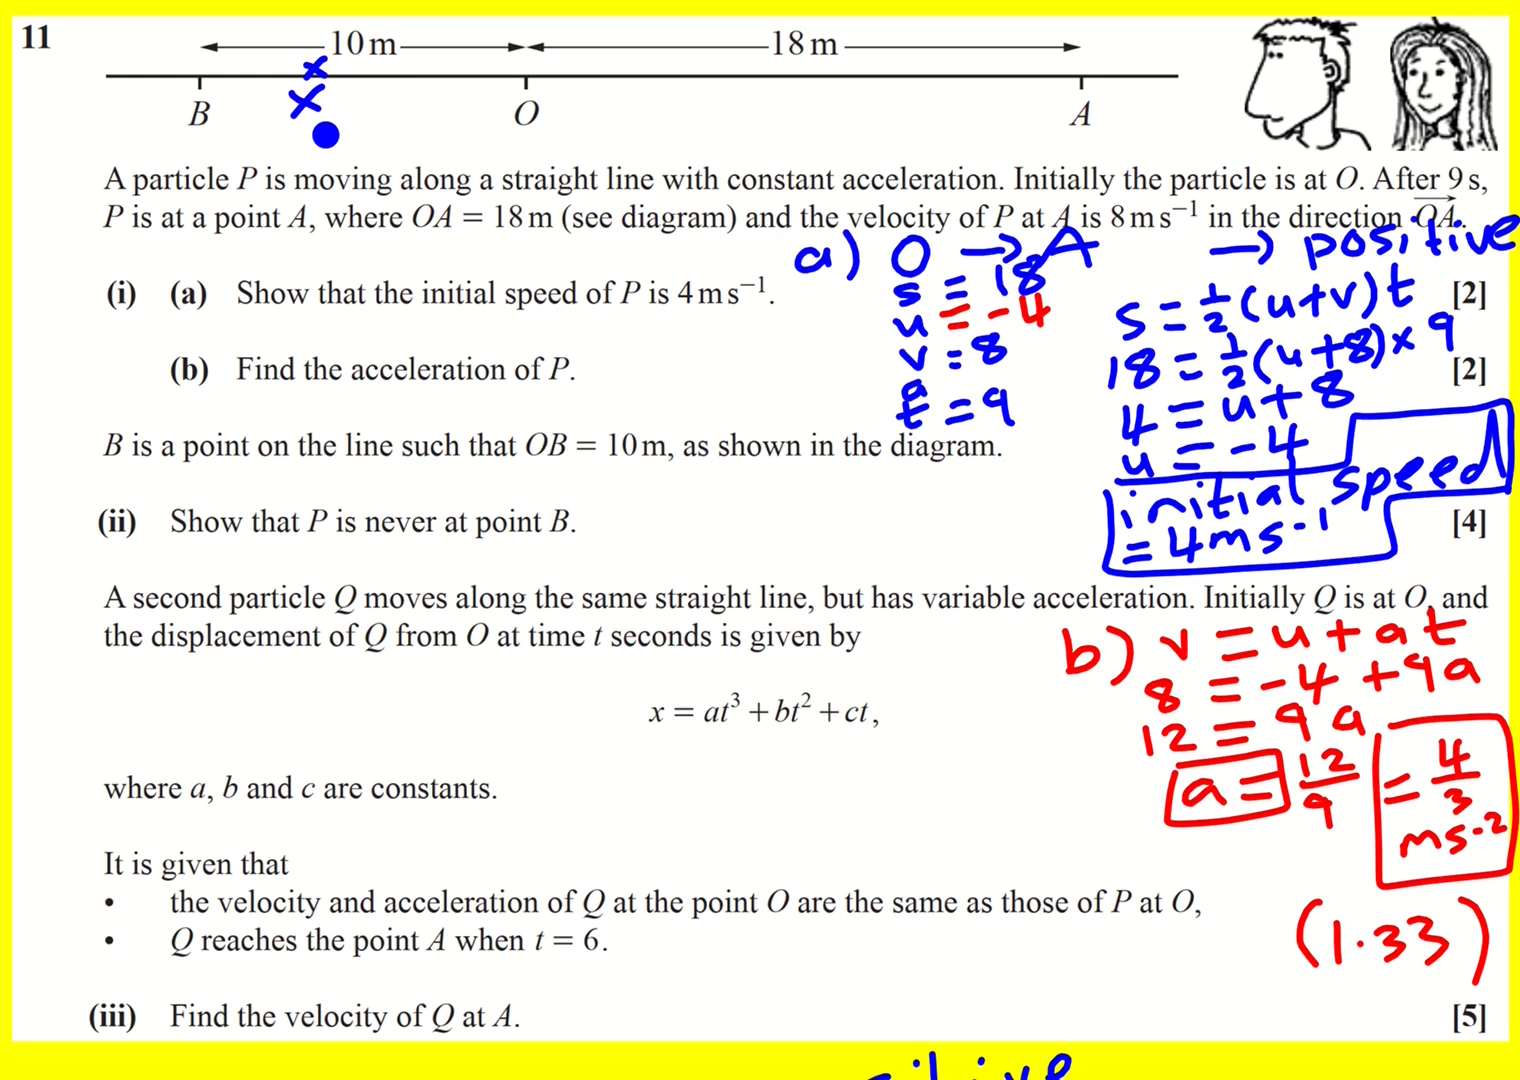 11
10 m
18 m
B
O
A
A particle P is moving along a straight line with constant acceleration. Initially the particle is at O. After 9 s,
P is at a point A, where OA = 18 m (see diagram) and the velocity of P at A is 8 m s⁻¹ in the direction OA.
a) O → A
→ positive
(i) (a) Show that the initial speed of P is 4 m s⁻¹. [2]
s = 18
u = -4
v = 8
a
t = 9
s = ½(u+v)t
18 = ½(u+8)×9
4 = u+8
u = -4
initial speed
= 4ms⁻¹
(b) Find the acceleration of P. [2]
B is a point on the line such that OB = 10 m, as shown in the diagram.
(ii) Show that P is never at point B. [4]
A second particle Q moves along the same straight line, but has variable acceleration. Initially Q is at O, and
the displacement of Q from O at time t seconds is given by
x = at³ + bt² + ct,
where a, b and c are constants.
b) v = u + at
8 = -4 + 9a
12 = 9a
a = 12/9 = 4/3
ms⁻²
(1.33)
It is given that
• the velocity and acceleration of Q at the point O are the same as those of P at O,
• Q reaches the point A when t = 6.
(iii) Find the velocity of Q at A. [5]